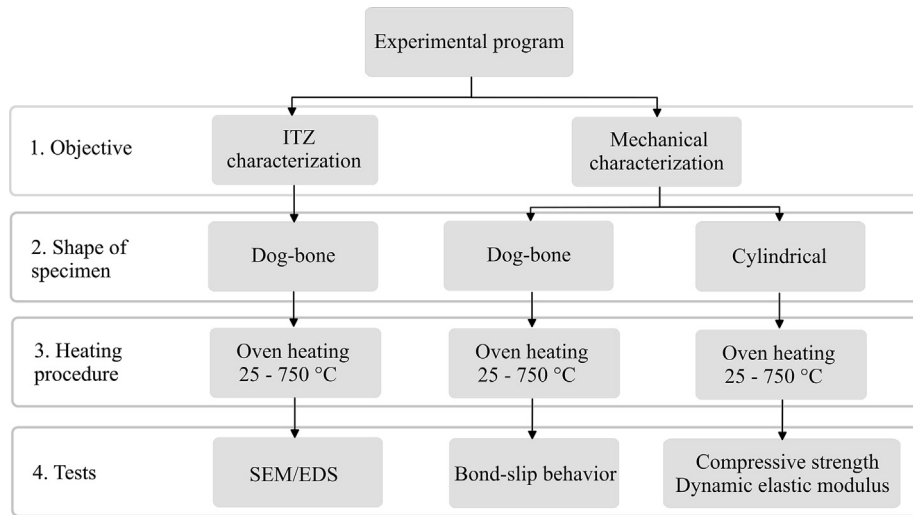 Experimental program
1. Objective
ITZ
characterization
Mechanical
characterization
2. Shape of
specimen
Dog-bone
Dog-bone
Cylindrical
3. Heating
procedure
Oven heating
25 - 750 °C
Oven heating
25 - 750 °C
Oven heating
25 - 750 °C
4. Tests
SEM/EDS
Bond-slip behavior
Compressive strength
Dynamic elastic modulus